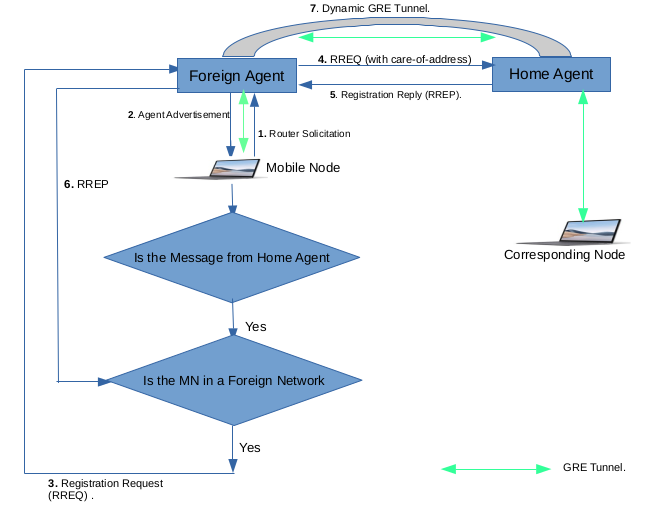 7. Dynamic GRE Tunnel.
4. RREQ (with care-of-address)
Foreign Agent
Home Agent
5. Registration Reply (RREP).
2. Agent Advertisement
1. Router Solicitation
Mobile Node
6. RREP
Is the Message from Home Agent
Corresponding Node
Yes
Is the MN in a Foreign Network
Yes
GRE Tunnel.
3. Registration Request
(RREQ) .